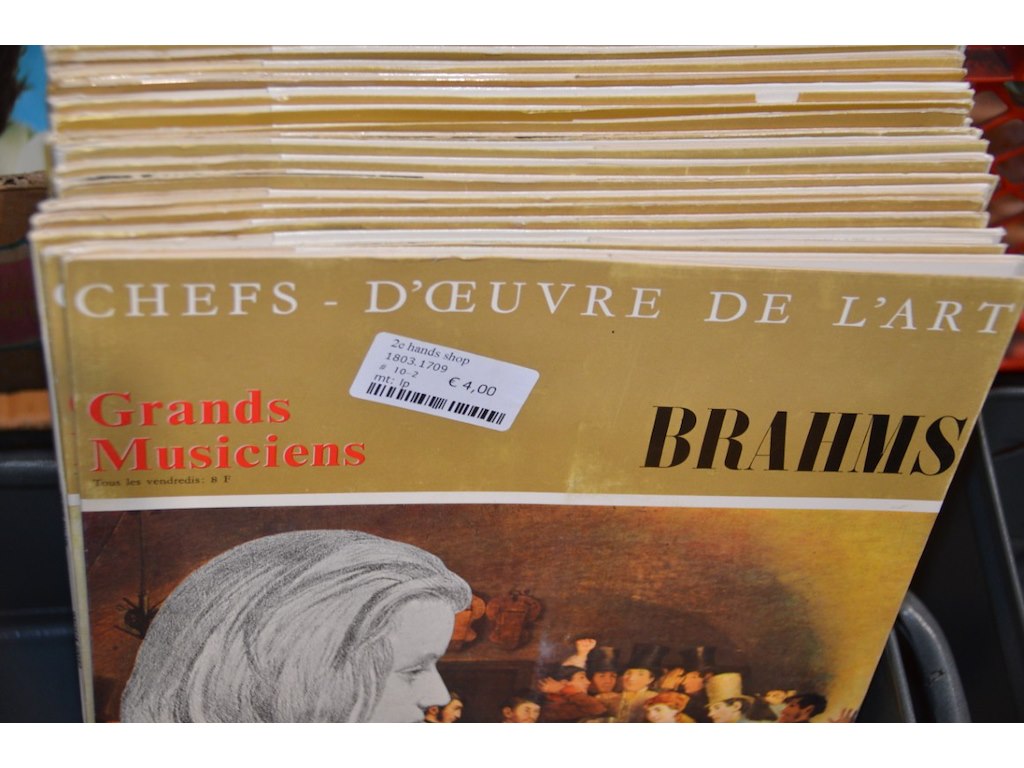 CHEFS - D'ŒUVRE DE L'ART
2e hands shop
1803.1709
# 10-2
mt: lp € 4,00
Grands
Musiciens
BRAHMS
Tous les vendredis: 8 F